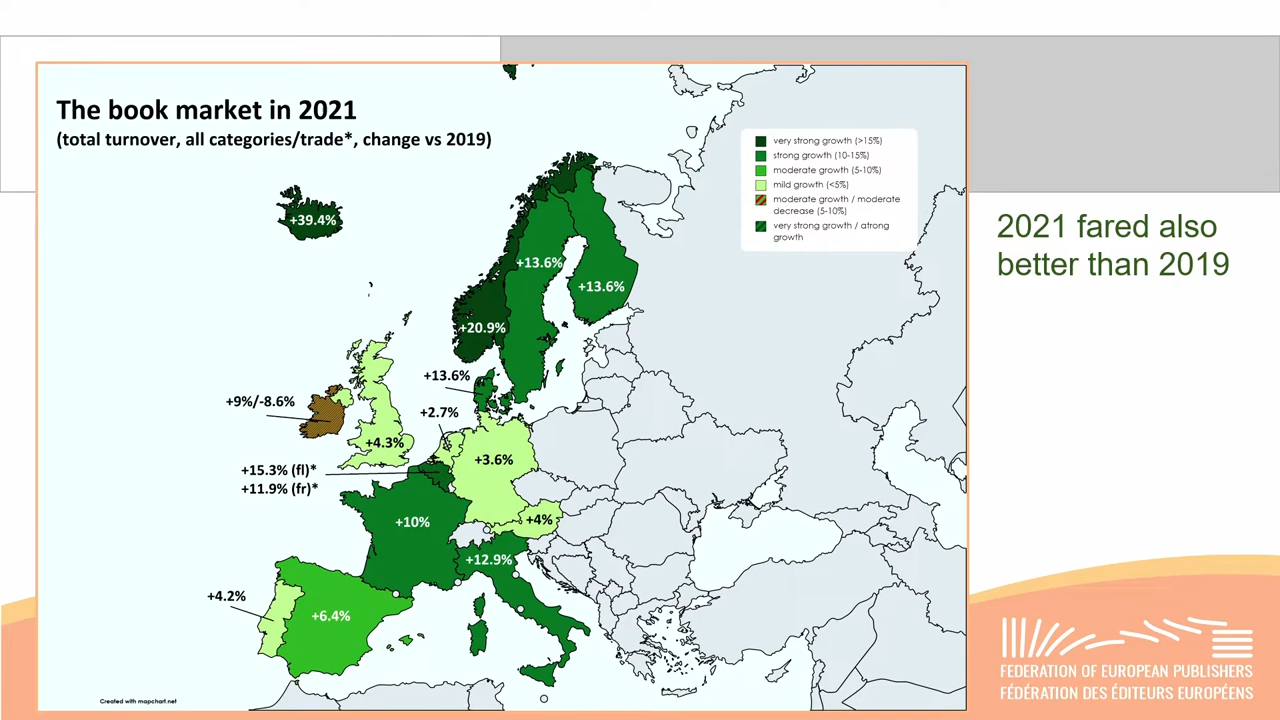 The book market in 2021
(total turnover, all categories/trade*, change vs 2019)
very strong growth (>15%)
strong growth (10-15%)
moderate growth (5-10%)
mild growth (<5%)
moderate growth / moderate
decrease (5-10%)
very strong growth / atrong
growth
2021 fared also
better than 2019
+39.4%
+13.6%
+13.6%
+20.9%
+13.6%
+9%/-8.6%
+2.7%
+4.3%
+3.6%
+15.3% (fl)*
+11.9% (fr)*
+10%
+4%
+12.9%
+4.2%
+6.4%
Created with mapchart.net
FEDERATION OF EUROPEAN PUBLISHERS
FÉDÉRATION DES ÉDITEURS EUROPÉENS